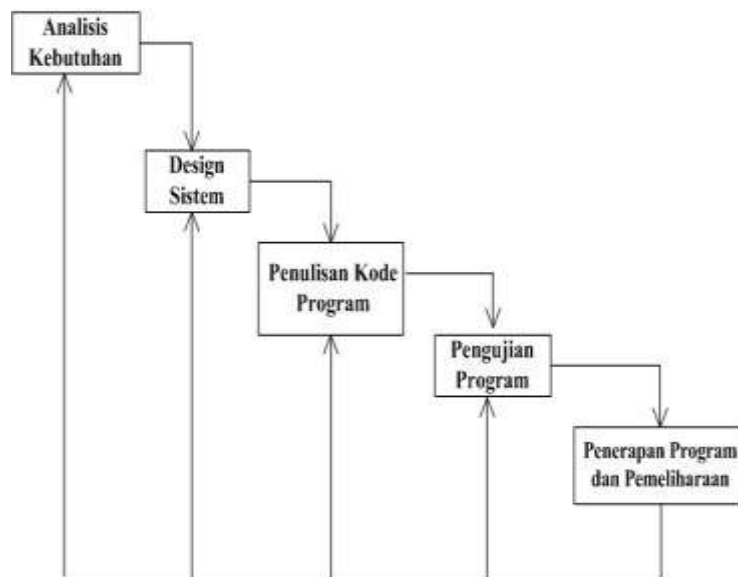 Analisis
Kebutuhan
Design
Sistem
Penulisan Kode
Program
Pengujian
Program
Penerapan Program
dan Pemeliharaan